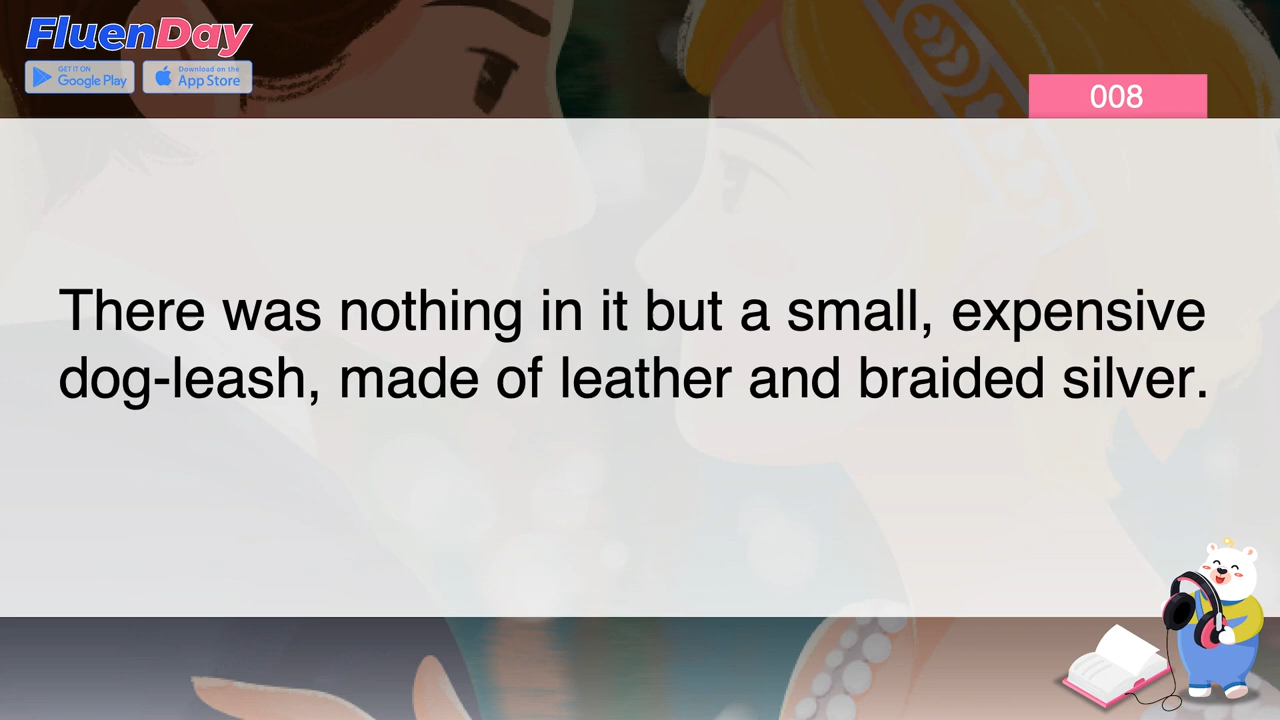 FluenDay
GET IT ON
Google Play
Download on the
App Store
008
There was nothing in it but a small, expensive
dog-leash, made of leather and braided silver.